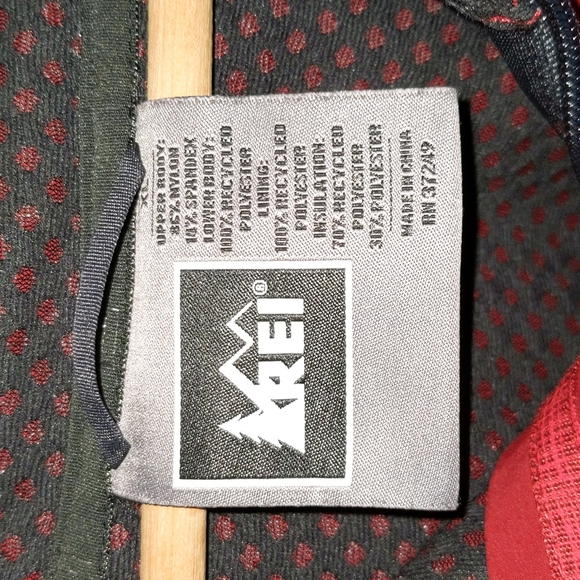 XL
UPPER BODY:
86% NYLON
14% SPANDEX
LOWER BODY:
100% RECYCLED
POLYESTER
LINING:
100% RECYCLED
POLYESTER
INSULATION:
70% RECYCLED
POLYESTER
30% POLYESTER
MADE IN CHINA
RN 37249
REI®